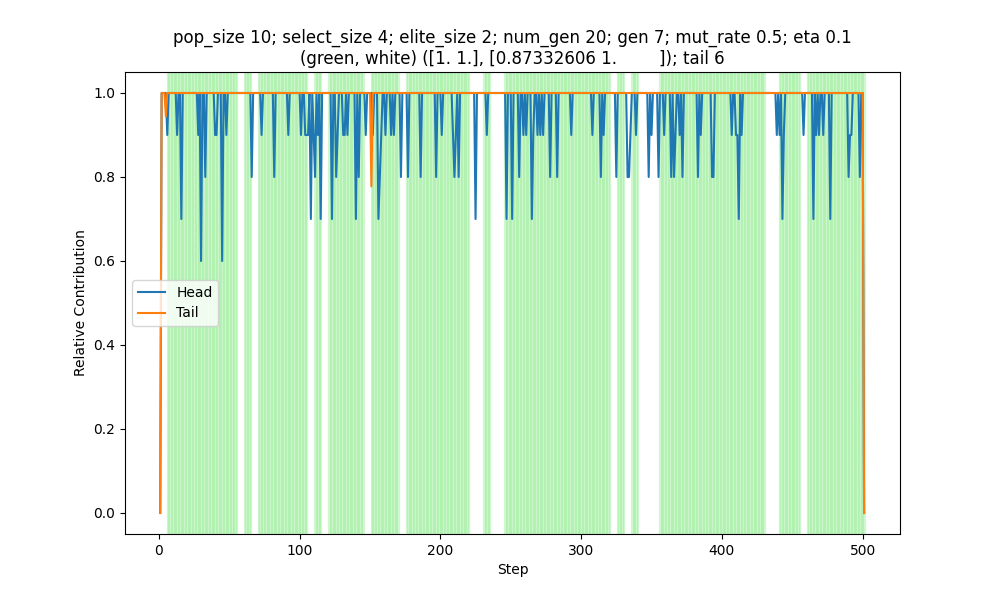 pop_size 10; select_size 4; elite_size 2; num_gen 20; gen 7; mut_rate 0.5; eta 0.1
(green, white) ([1. 1.], [0.87332606 1.        ]); tail 6
1.0
0.8
0.6
0.4
0.2
0.0
Relative Contribution
Head
Tail
0
100
200
300
400
500
Step